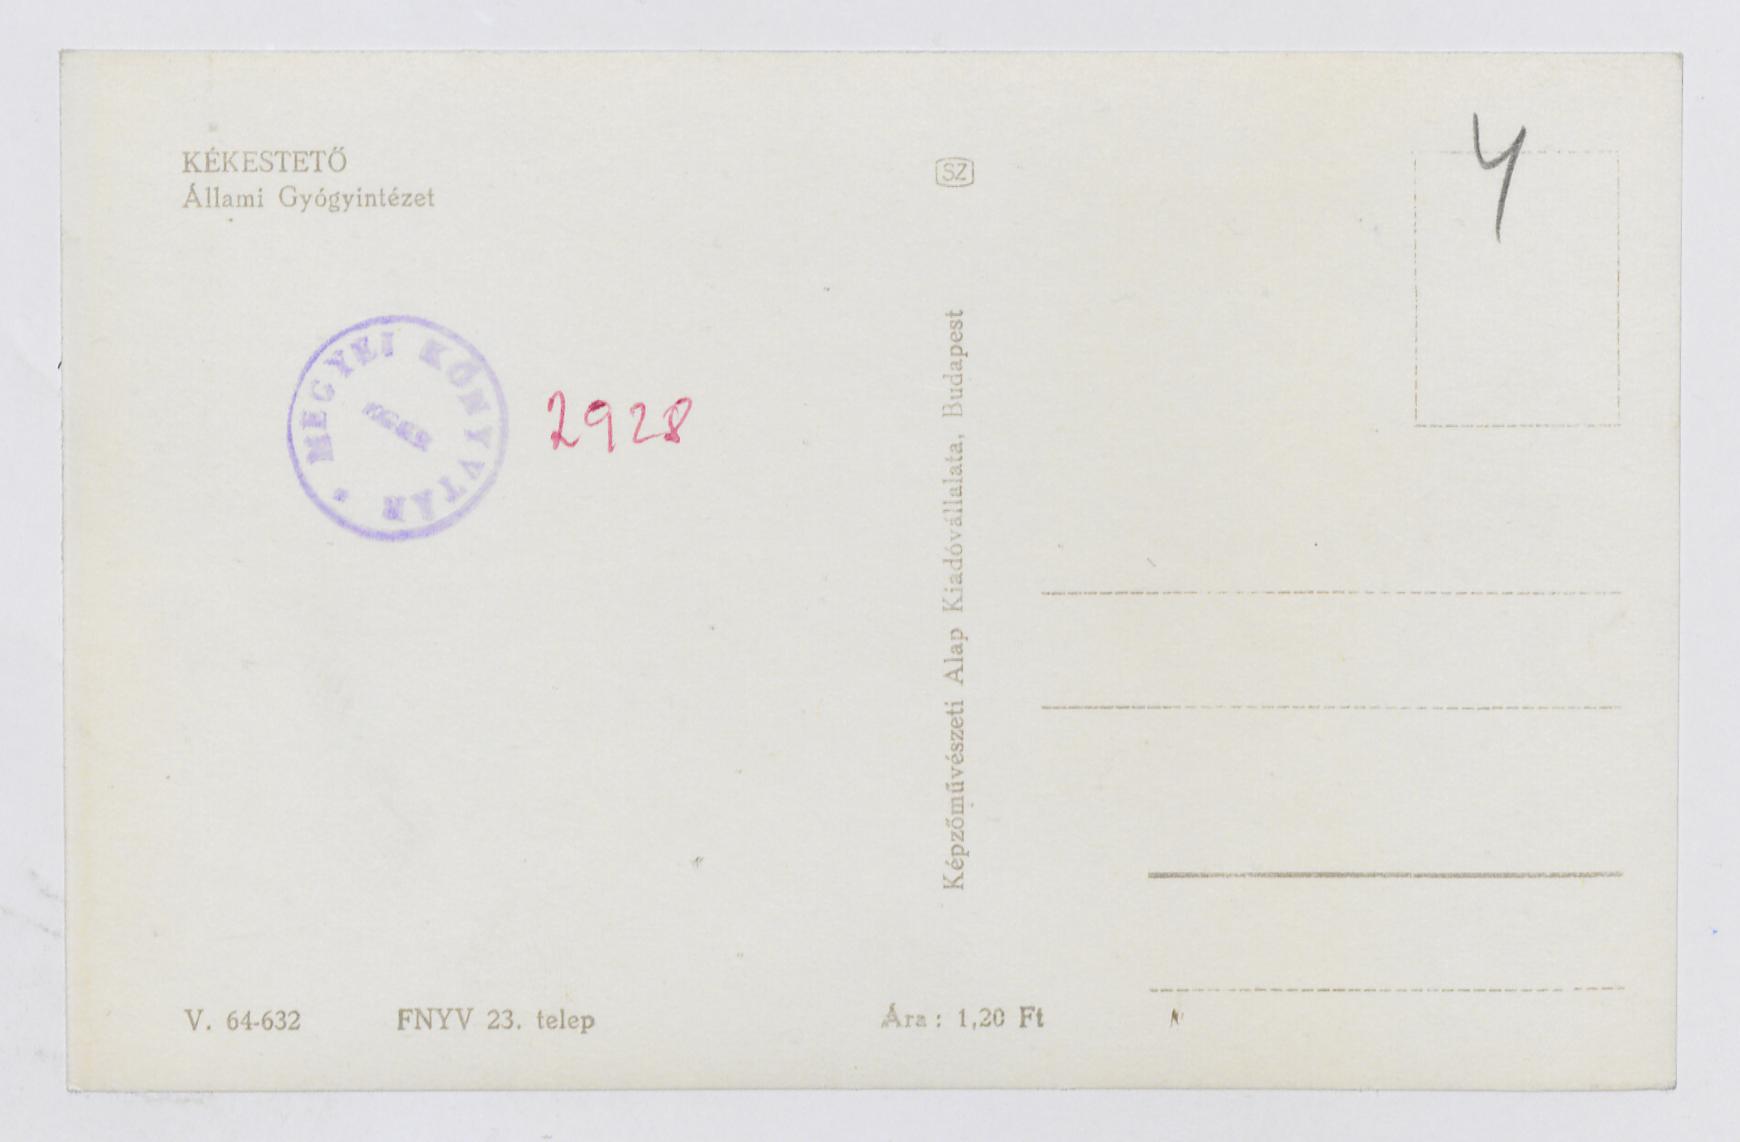 KÉKESTETŐ
Állami Gyógyintézet
SZ
4
MEGYEI KÖNYVTÁR
EGER
2928
Képzőművészeti Alap Kiadóvállalata, Budapest
V. 64-632 FNYV 23. telep Ára: 1,20 Ft